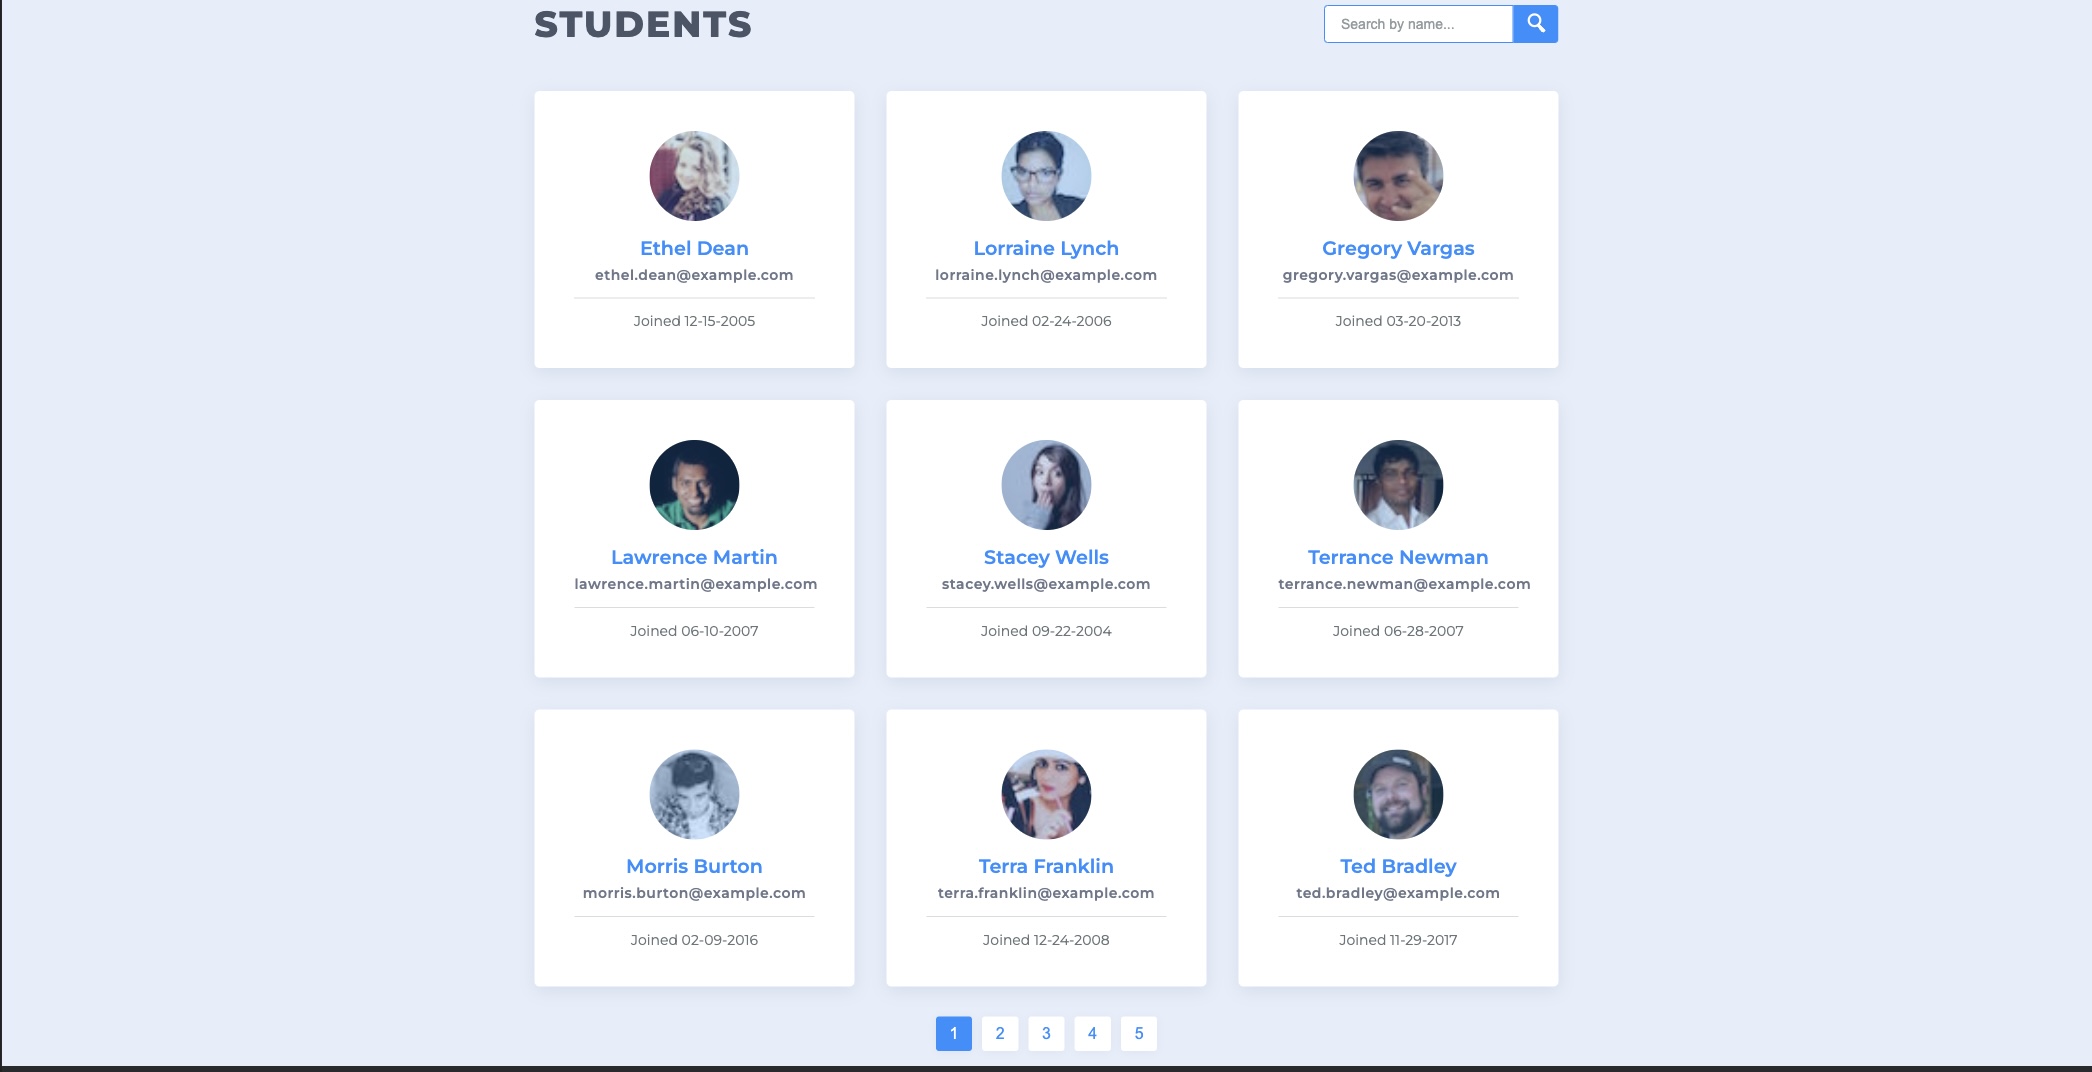 STUDENTS
Search by name...
Ethel Dean
ethel.dean@example.com
Joined 12-15-2005
Lorraine Lynch
lorraine.lynch@example.com
Joined 02-24-2006
Gregory Vargas
gregory.vargas@example.com
Joined 03-20-2013
Lawrence Martin
lawrence.martin@example.com
Joined 06-10-2007
Stacey Wells
stacey.wells@example.com
Joined 09-22-2004
Terrance Newman
terrance.newman@example.com
Joined 06-28-2007
Morris Burton
morris.burton@example.com
Joined 02-09-2016
Terra Franklin
terra.franklin@example.com
Joined 12-24-2008
Ted Bradley
ted.bradley@example.com
Joined 11-29-2017
1 2 3 4 5